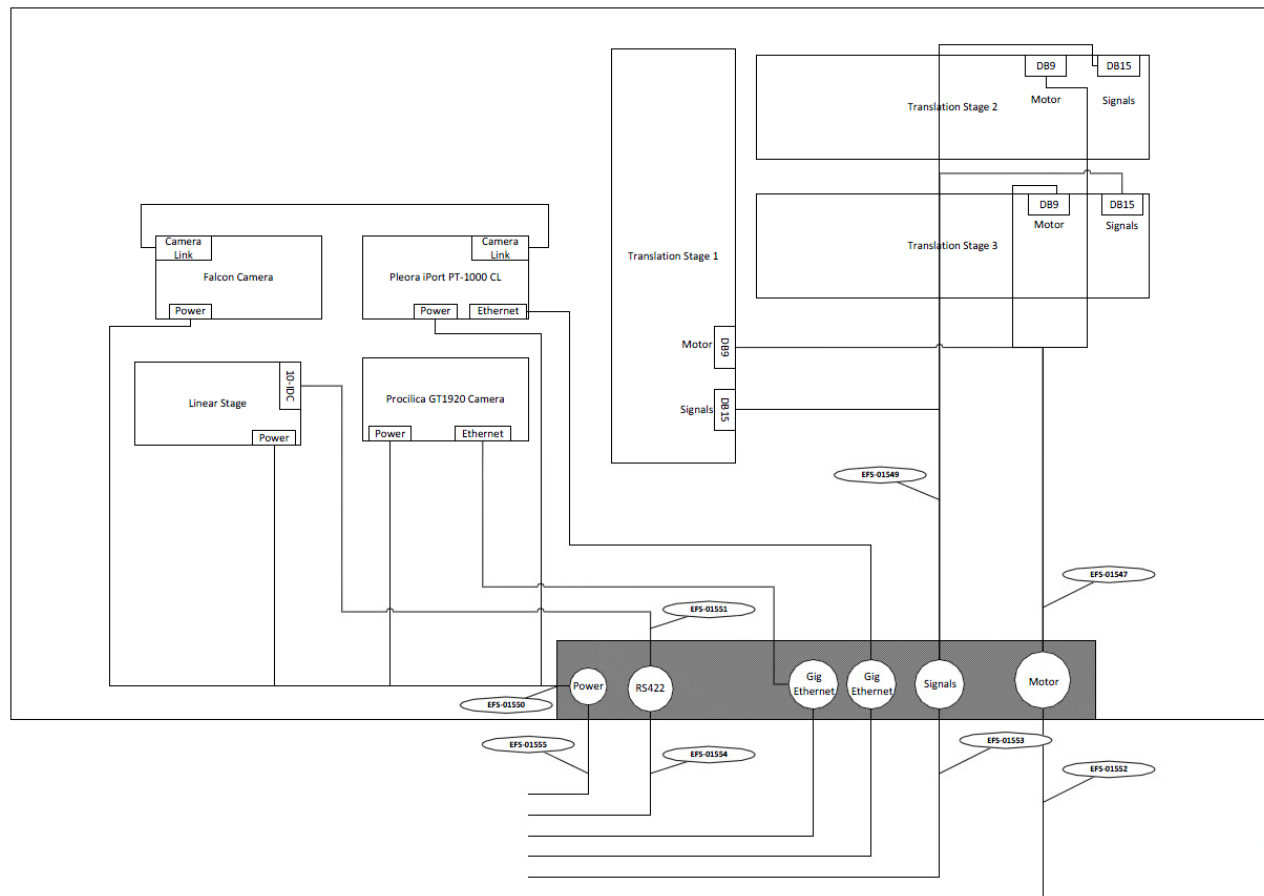 DB9
DB15
Motor
Signals
Translation Stage 2
DB9
DB15
Motor
Signals
Translation Stage 3
Translation Stage 1
Motor
DB9
Signals
DB15
Camera
Link
Falcon Camera
Power
Camera
Link
Pleora iPort PT-1000 CL
Power
Ethernet
10-IDC
Linear Stage
Power
Procilica GT1920 Camera
Power
Ethernet
EFS-01549
EFS-01547
EFS-01551
Power
RS422
Gig
Ethernet
Gig
Ethernet
Signals
Motor
EFS-01550
EFS-01555
EFS-01554
EFS-01553
EFS-01552